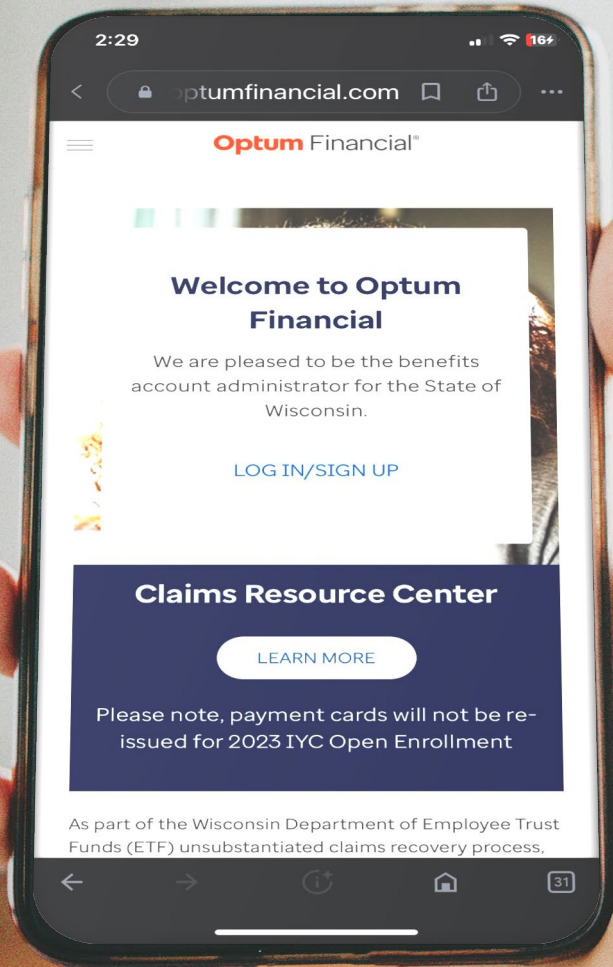 2:29
16
optumfinancial.com
Optum Financial®
Welcome to Optum
Financial
We are pleased to be the benefits
account administrator for the State of
Wisconsin.
LOG IN/SIGN UP
Claims Resource Center
LEARN MORE
Please note, payment cards will not be re-
issued for 2023 IYC Open Enrollment
As part of the Wisconsin Department of Employee Trust
Funds (ETF) unsubstantiated claims recovery process,
31